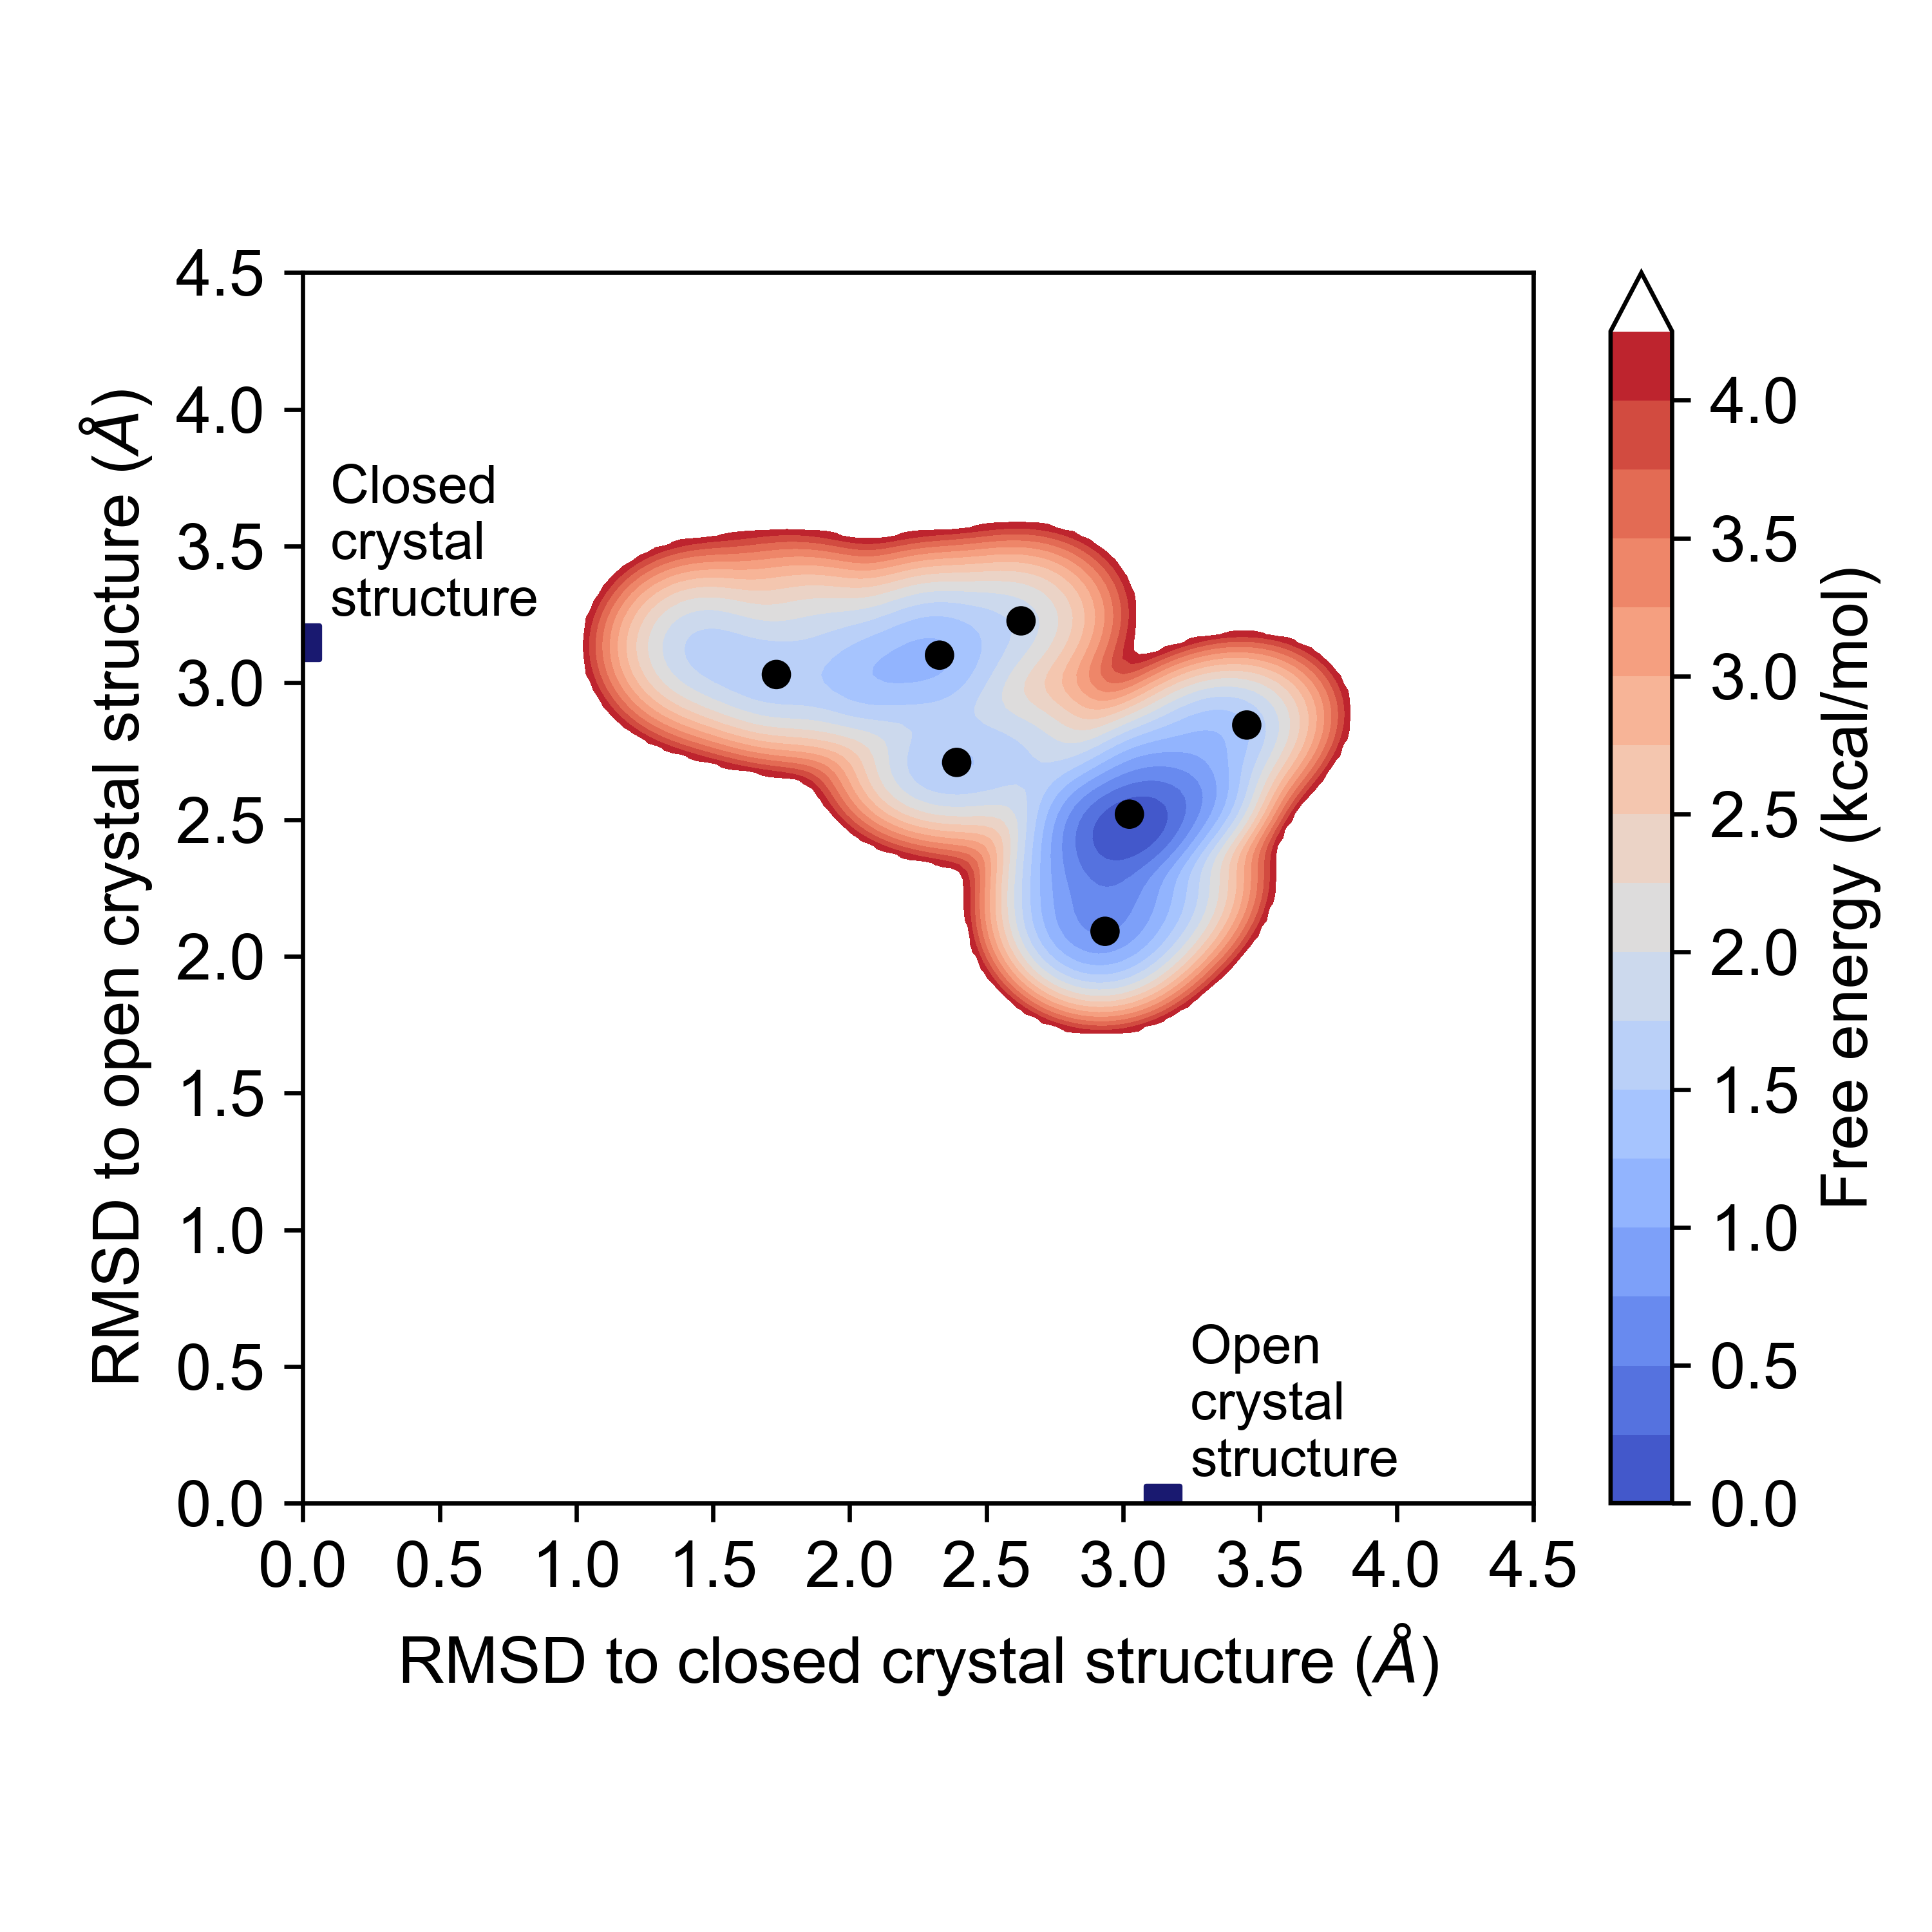 4.5
4.0
3.5
3.0
2.5
2.0
1.5
1.0
0.5
0.0
RMSD to open crystal structure (Å)
Closed
crystal
structure
Open
crystal
structure
0.0 0.5 1.0 1.5 2.0 2.5 3.0 3.5 4.0 4.5
RMSD to closed crystal structure (Å)
4.0
3.5
3.0
2.5
2.0
1.5
1.0
0.5
0.0
Free energy (kcal/mol)